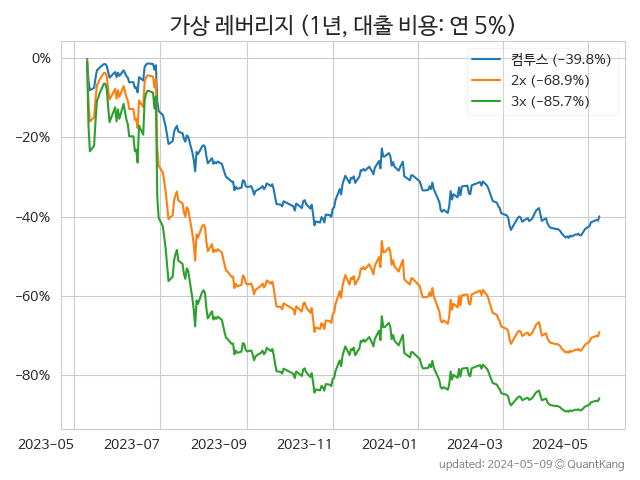 가상 레버리지 (1년, 대출 비용: 연 5%)
컴투스 (−39.8%)
2x (−68.9%)
3x (−85.7%)
0%
−20%
−40%
−60%
−80%
2023-05 2023-07 2023-09 2023-11 2024-01 2024-03 2024-05
updated: 2024-05-09 © QuantKang